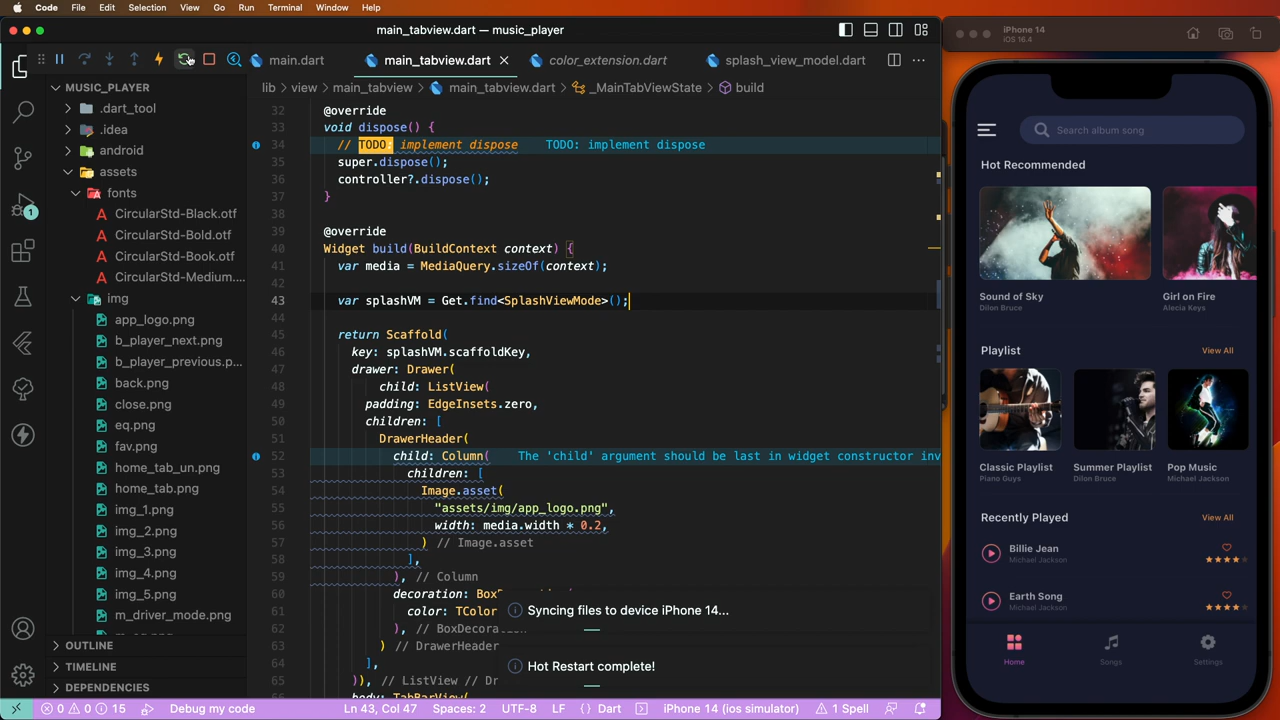 Code File Edit Selection View Go Run Terminal Window Help
main_tabview.dart — music_player
main.dart
main_tabview.dart
color_extension.dart
splash_view_model.dart
lib > view > main_tabview > main_tabview.dart > _MainTabViewState > build
MUSIC_PLAYER
.dart_tool
.idea
android
assets
fonts
CircularStd-Black.otf
CircularStd-Bold.otf
CircularStd-Book.otf
CircularStd-Medium....
img
app_logo.png
b_player_next.png
b_player_previous.p...
back.png
close.png
eq.png
fav.png
home_tab_un.png
home_tab.png
img_1.png
img_2.png
img_3.png
img_4.png
img_5.png
m_driver_mode.png
OUTLINE
TIMELINE
DEPENDENCIES
1
32 @override
33 void dispose() {
34 // TODO: implement dispose TODO: implement dispose
35 super.dispose();
36 controller?.dispose();
37 }
38
39 @override
40 Widget build(BuildContext context) {
41 var media = MediaQuery.sizeOf(context);
42
43 var splashVM = Get.find<SplashViewMode>();
44
45 return Scaffold(
46 key: splashVM.scaffoldKey,
47 drawer: Drawer(
48 child: ListView(
49 padding: EdgeInsets.zero,
50 children: [
51 DrawerHeader(
52 child: Column( The 'child' argument should be last in widget constructor inv
53 children: [
54 Image.asset(
55 "assets/img/app_logo.png",
56 width: media.width * 0.2,
57 ) // Image.asset
58 ],
59 ), // Column
60 decoration: Box
61 color: TColor
62 ), // BoxDecora
63 ) // DrawerHeader
64 ],
65 )), // ListView // Dr
body: TabBarView(
Syncing files to device iPhone 14...
Hot Restart complete!
0 0 15 Debug my code Ln 43, Col 47 Spaces: 2 UTF-8 LF {} Dart iPhone 14 (ios simulator) 1 Spell
iPhone 14
iOS 16.4
Search album song
Hot Recommended
Sound of Sky
Dilon Bruce
Girl on Fire
Alecia Keys
Playlist View All
Classic Playlist
Piano Guys
Summer Playlist
Dilon Bruce
Pop Music
Michael Jackson
Recently Played View All
Billie Jean
Michael Jackson
Earth Song
Michael Jackson
Home Songs Settings